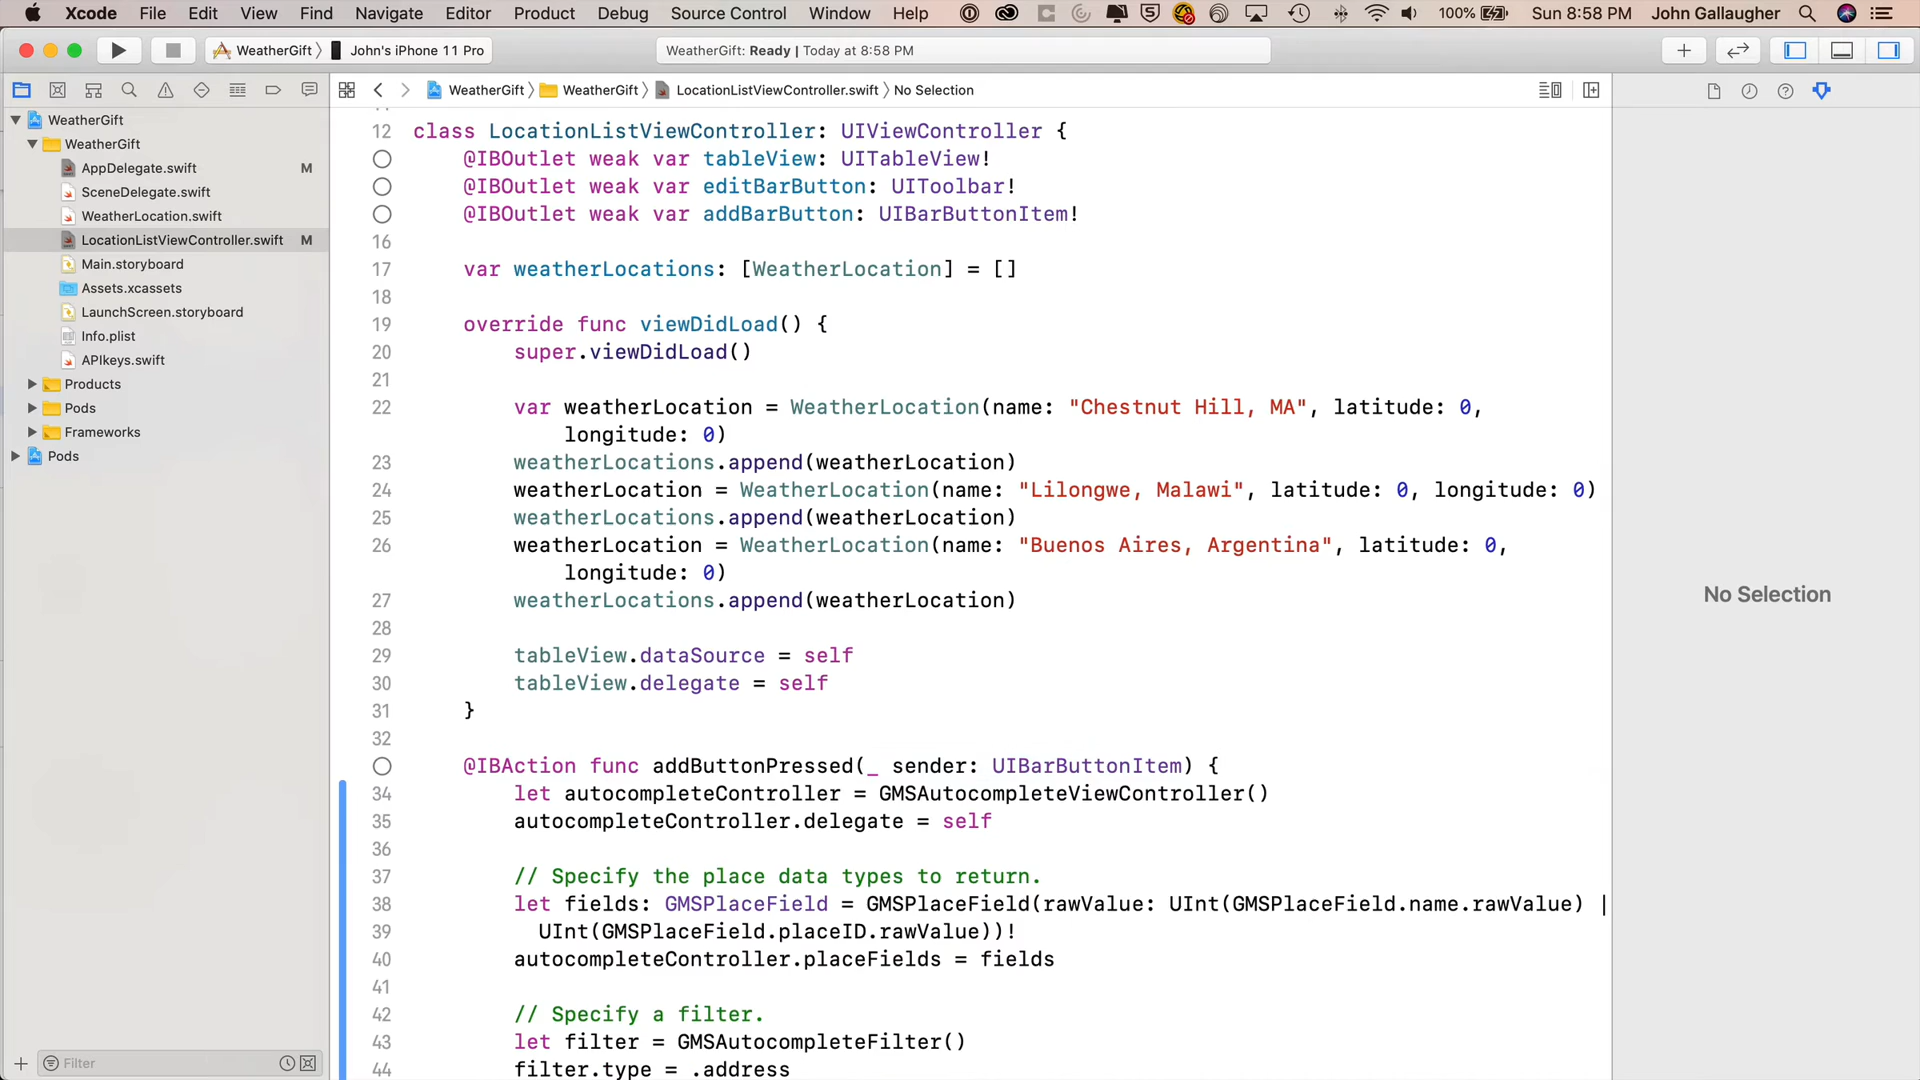 Xcode File Edit View Find Navigate Editor Product Debug Source Control Window Help 100% Sun 8:58 PM John Gallaugher
WeatherGift John's iPhone 11 Pro WeatherGift: Ready | Today at 8:58 PM
WeatherGift WeatherGift LocationListViewController.swift No Selection
WeatherGift
WeatherGift
AppDelegate.swift M
SceneDelegate.swift
WeatherLocation.swift
LocationListViewController.swift M
Main.storyboard
Assets.xcassets
LaunchScreen.storyboard
Info.plist
APIkeys.swift
Products
Pods
Frameworks
Pods
Filter
12 class LocationListViewController: UIViewController {
@IBOutlet weak var tableView: UITableView!
@IBOutlet weak var editBarButton: UIToolbar!
@IBOutlet weak var addBarButton: UIBarButtonItem!
16
17 var weatherLocations: [WeatherLocation] = []
18
19 override func viewDidLoad() {
20 super.viewDidLoad()
21
22 var weatherLocation = WeatherLocation(name: "Chestnut Hill, MA", latitude: 0,
longitude: 0)
23 weatherLocations.append(weatherLocation)
24 weatherLocation = WeatherLocation(name: "Lilongwe, Malawi", latitude: 0, longitude: 0)
25 weatherLocations.append(weatherLocation)
26 weatherLocation = WeatherLocation(name: "Buenos Aires, Argentina", latitude: 0,
longitude: 0)
27 weatherLocations.append(weatherLocation)
28
29 tableView.dataSource = self
30 tableView.delegate = self
31 }
32
@IBAction func addButtonPressed(_ sender: UIBarButtonItem) {
34 let autocompleteController = GMSAutocompleteViewController()
35 autocompleteController.delegate = self
36
37 // Specify the place data types to return.
38 let fields: GMSPlaceField = GMSPlaceField(rawValue: UInt(GMSPlaceField.name.rawValue) |
39 UInt(GMSPlaceField.placeID.rawValue))!
40 autocompleteController.placeFields = fields
41
42 // Specify a filter.
43 let filter = GMSAutocompleteFilter()
44 filter.type = .address
No Selection